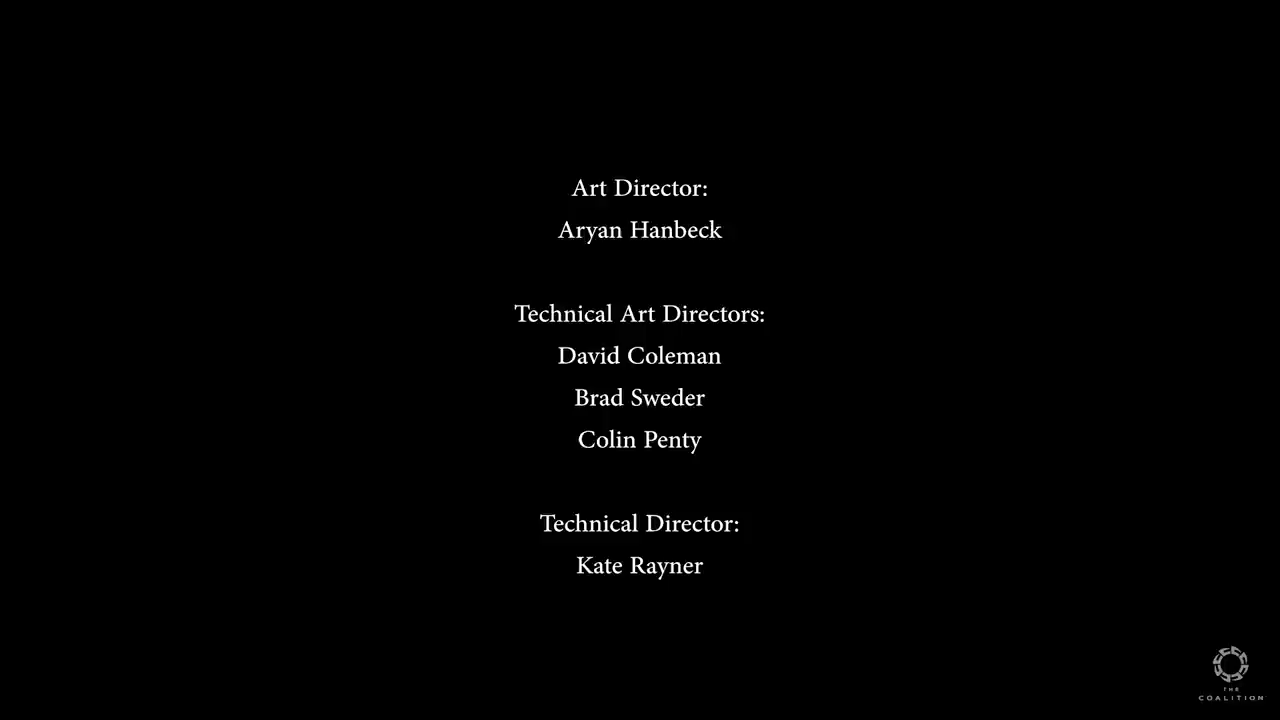 Art Director:
Aryan Hanbeck
Technical Art Directors:
David Coleman
Brad Sweder
Colin Penty
Technical Director:
Kate Rayner
THE
COALITION